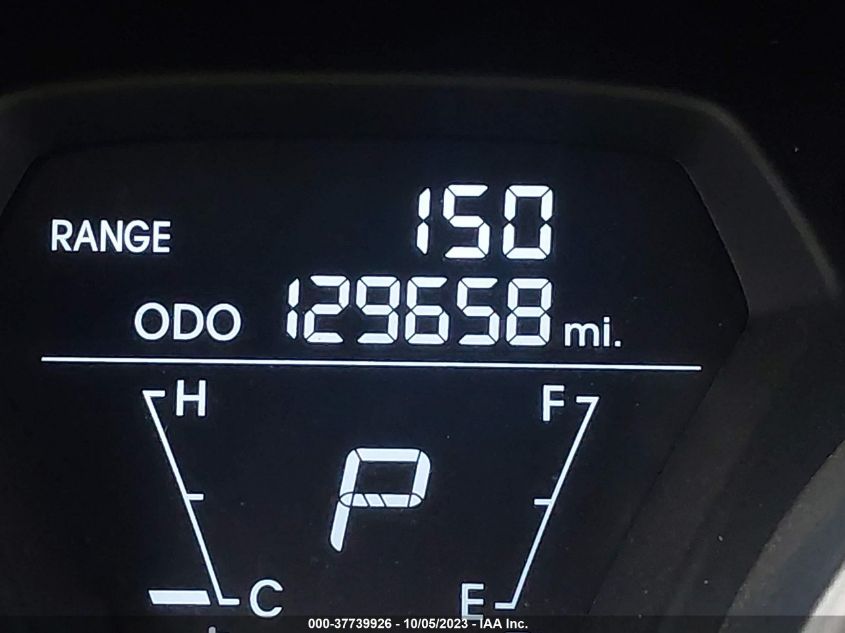 RANGE 150
ODO 129658 mi.
H F
P
C E
000-37739926 - 10/05/2023 - IAA Inc.